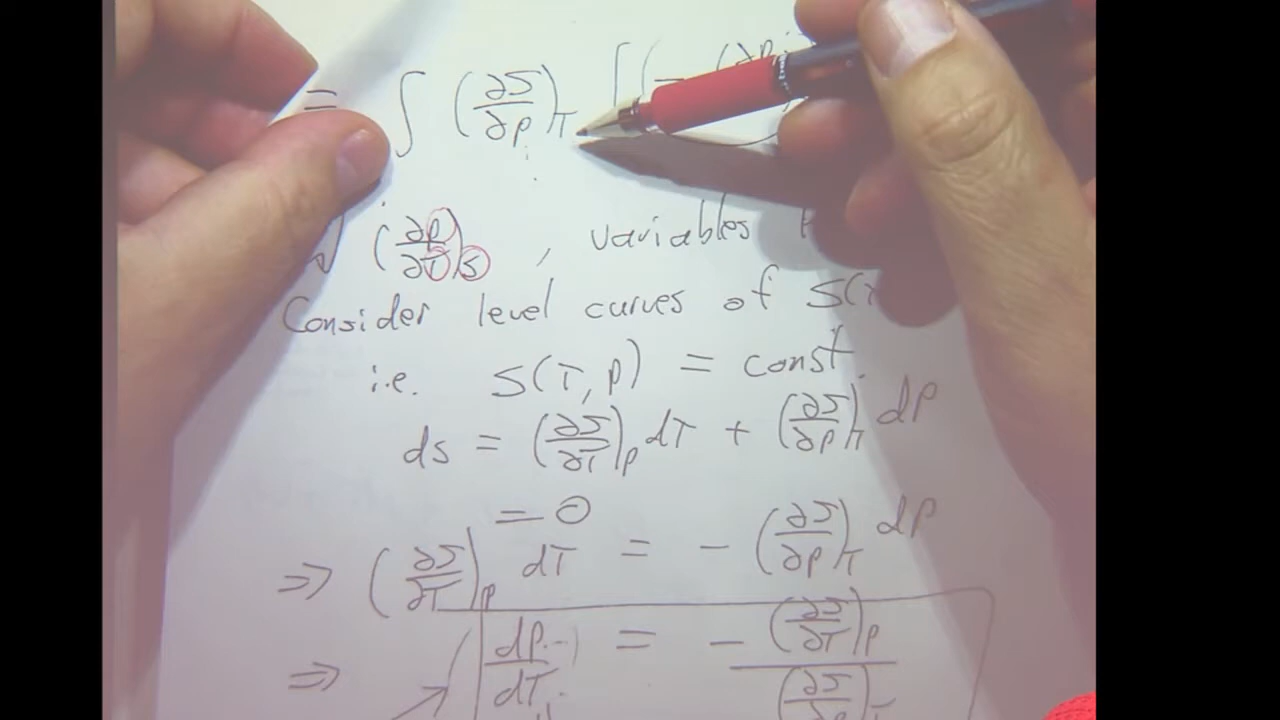 = ∫ (∂S/∂P)_T ∫ ( - (∂P
(∂P/∂T)_S , variables
Consider level curves of S(T
i.e. S(T, P) = const.
dS = (∂S/∂T)_P dT + (∂S/∂P)_T dP
= 0
⇒ (∂S/∂T)_P dT = - (∂S/∂P)_T dP
⇒ dP/dT = - (∂S/∂T)_P / (∂S/∂P)_T